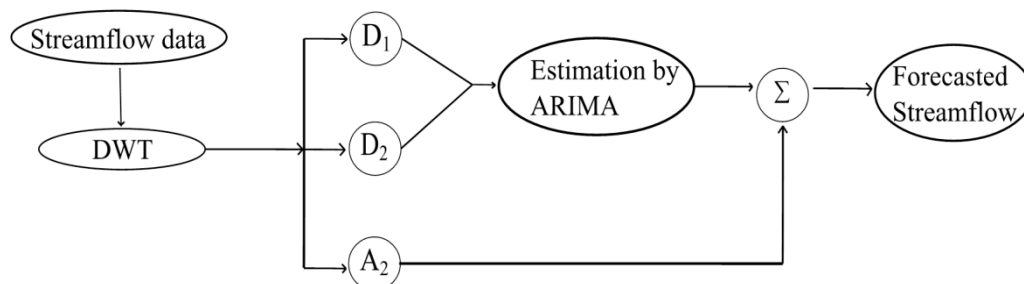 Streamflow data
DWT
D₁
D₂
A₂
Estimation by
ARIMA
Σ
Forecasted
Streamflow